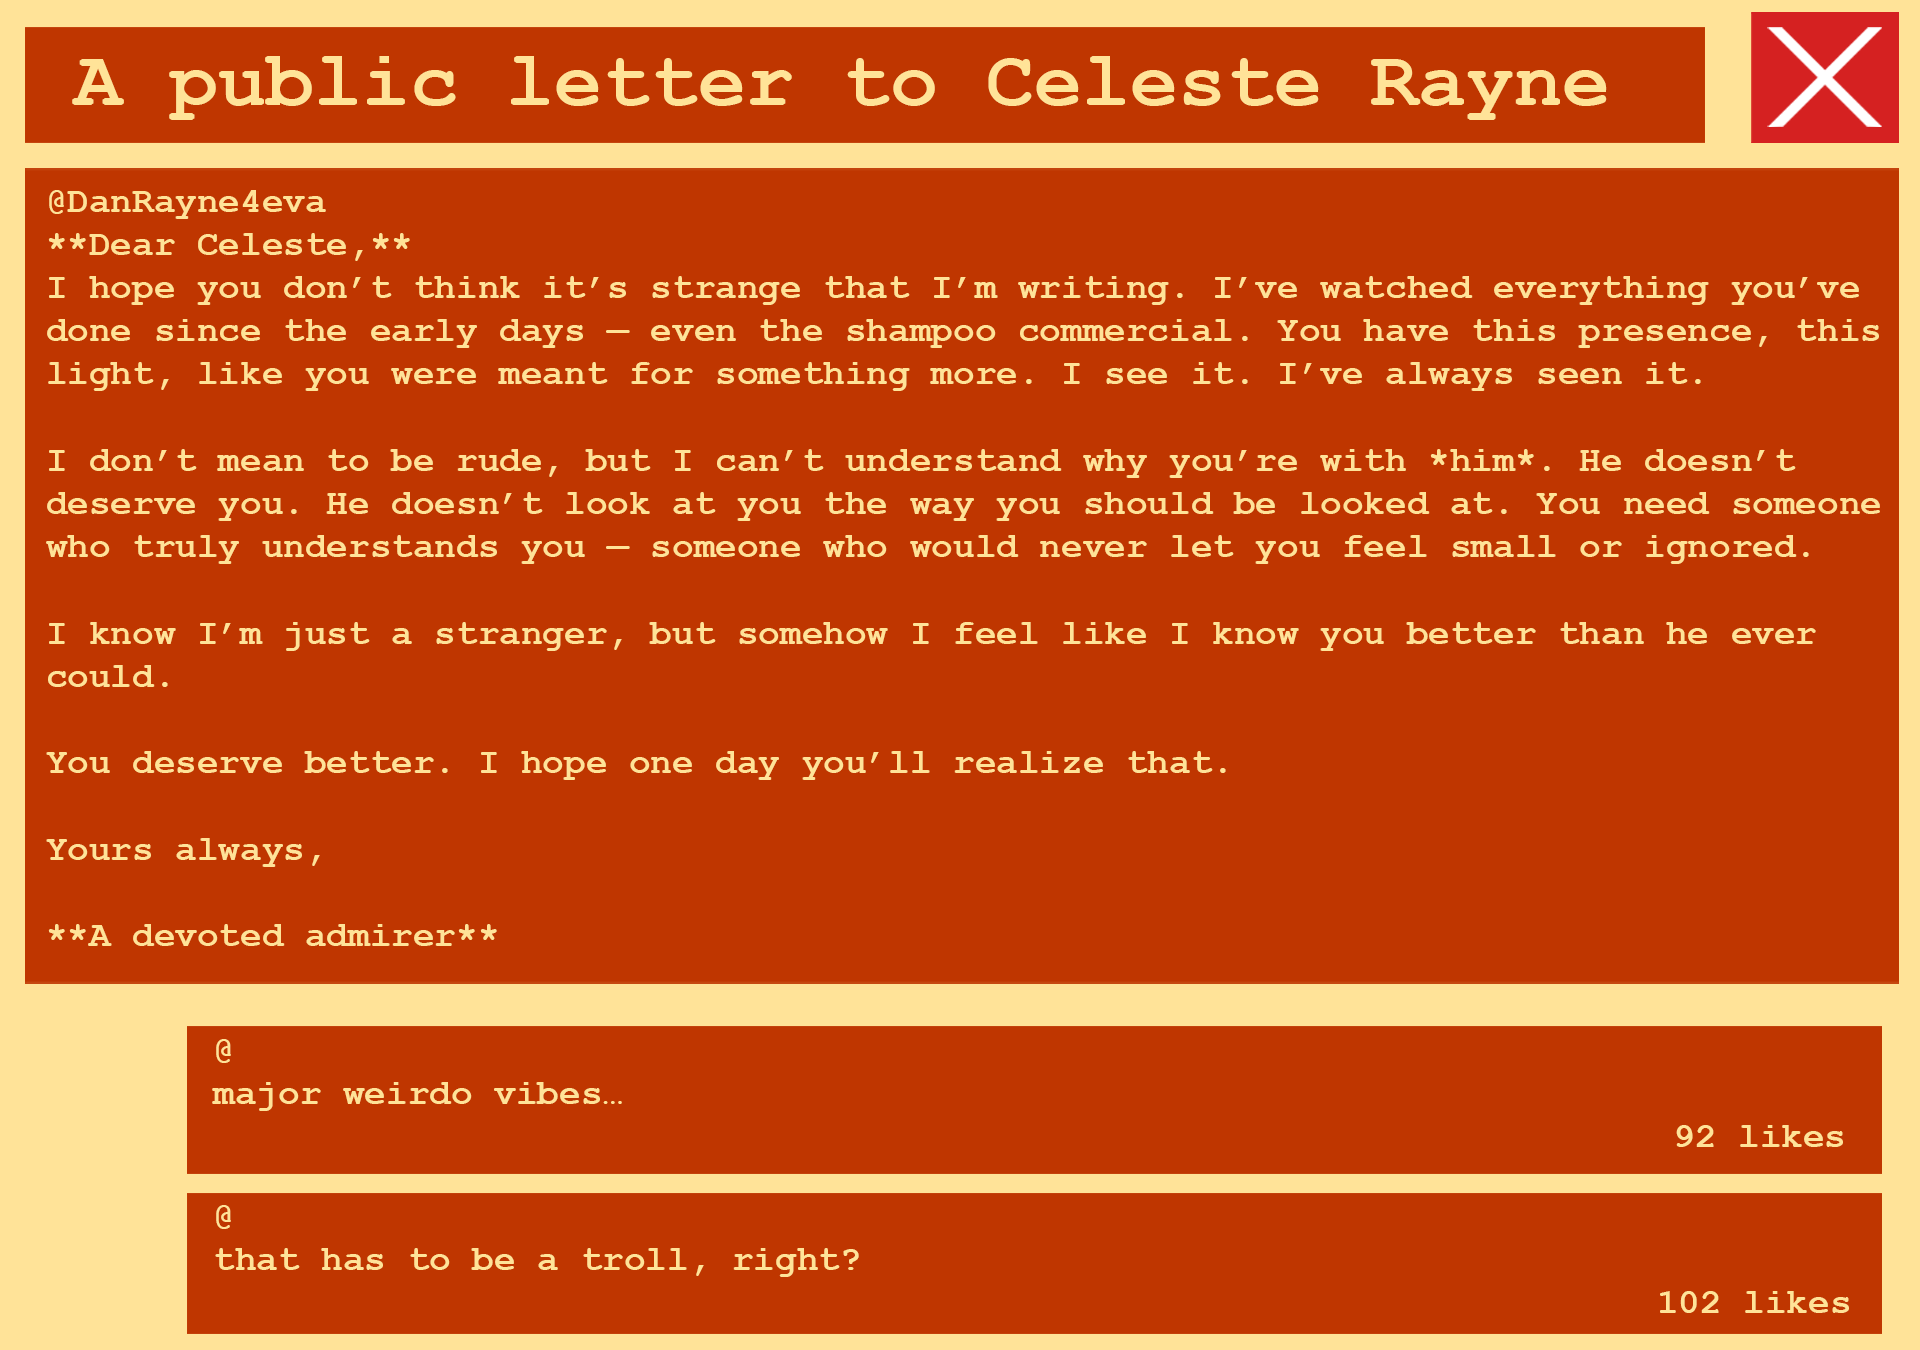 A public letter to Celeste Rayne
@DanRayne4eva
**Dear Celeste,**
I hope you don’t think it’s strange that I’m writing. I’ve watched everything you’ve
done since the early days — even the shampoo commercial. You have this presence, this
light, like you were meant for something more. I see it. I’ve always seen it.
I don’t mean to be rude, but I can’t understand why you’re with *him*. He doesn’t
deserve you. He doesn’t look at you the way you should be looked at. You need someone
who truly understands you — someone who would never let you feel small or ignored.
I know I’m just a stranger, but somehow I feel like I know you better than he ever
could.
You deserve better. I hope one day you’ll realize that.
Yours always,
**A devoted admirer**
@
major weirdo vibes…
92 likes
@
that has to be a troll, right?
102 likes